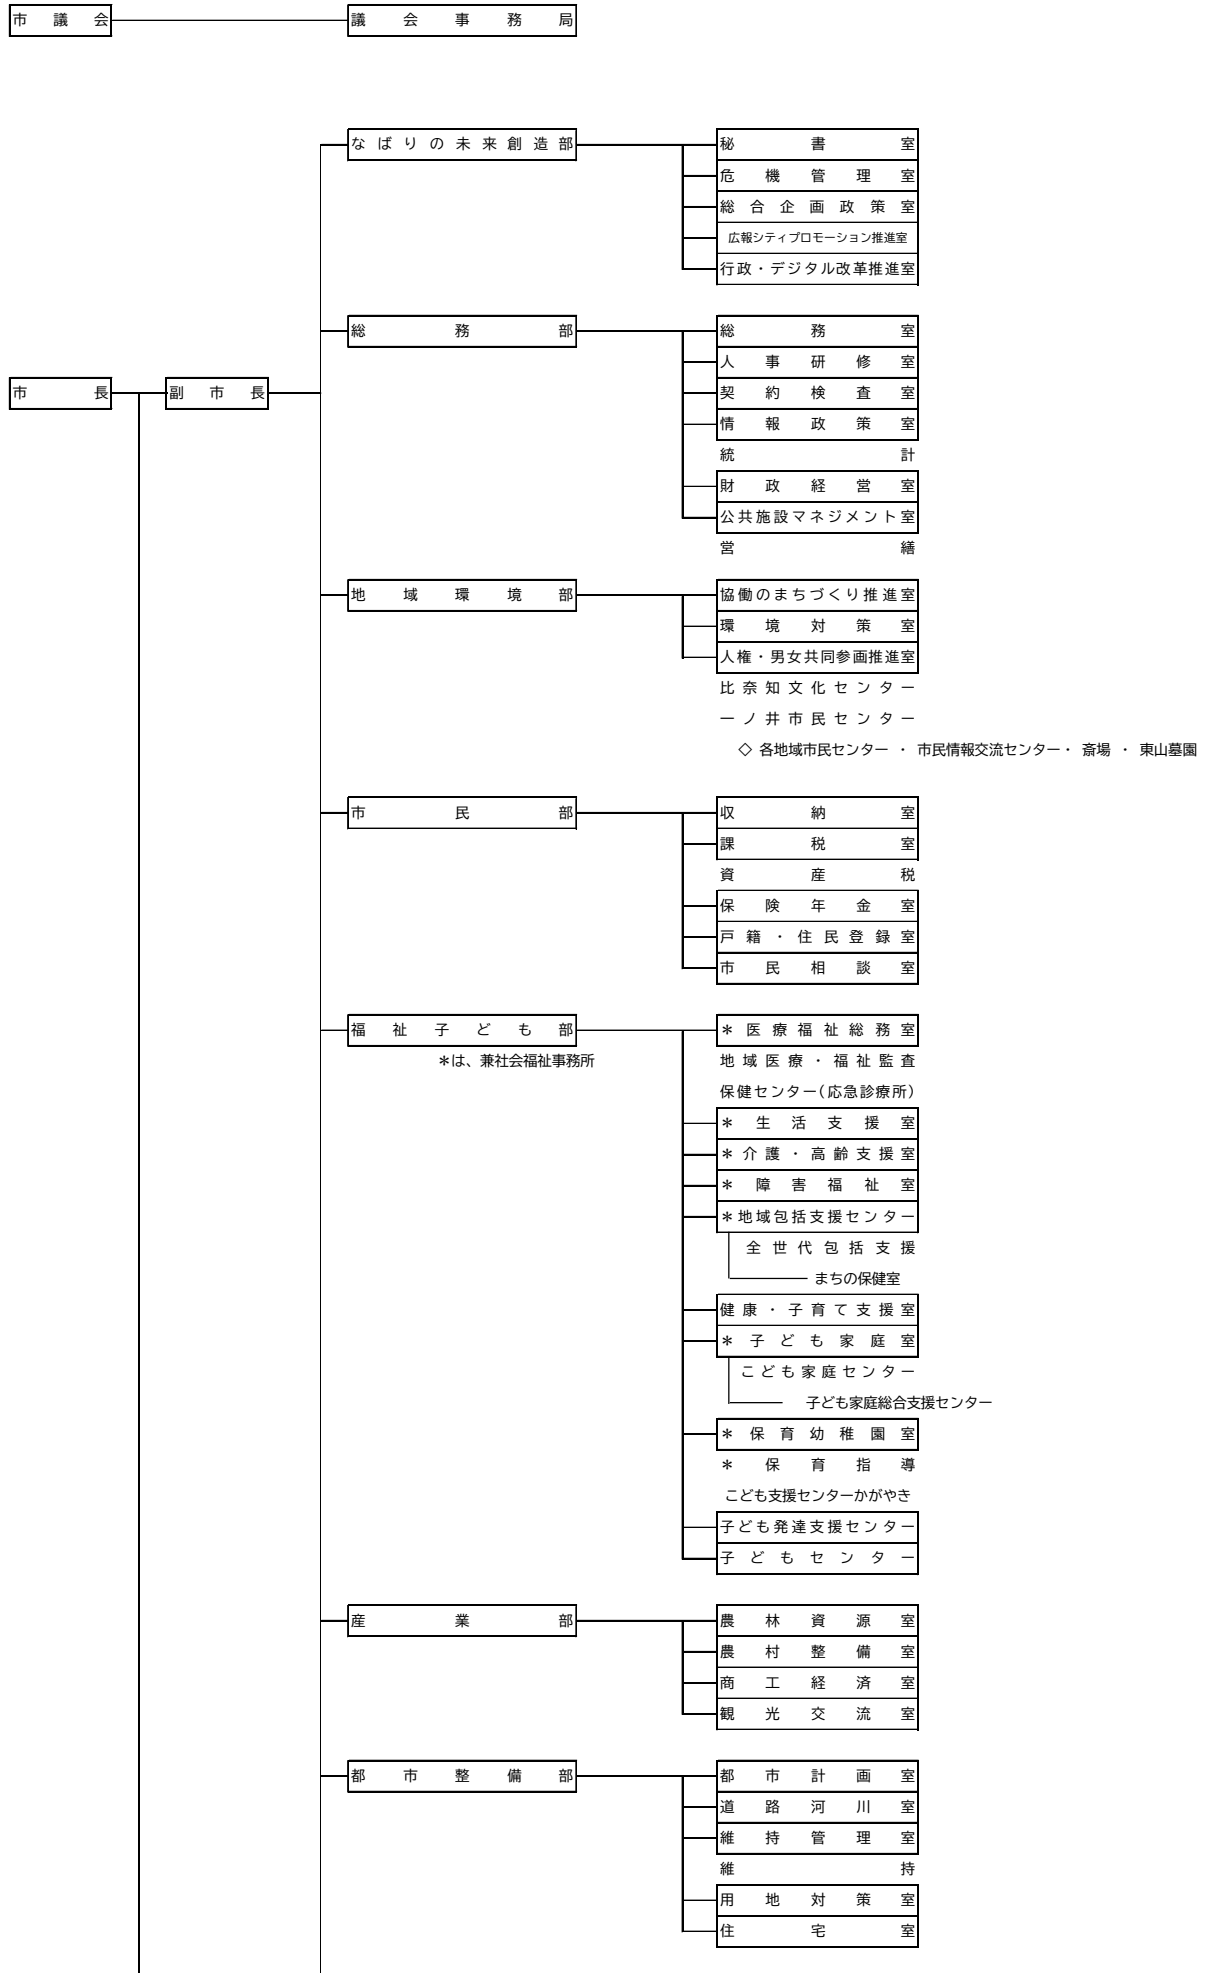 市議会 議会事務局
なばりの未来創造部 秘書室
危機管理室
総合企画政策室
広報シティプロモーション推進室
行政・デジタル改革推進室
総務部 総務室
人事研修室
市長 副市長 契約検査室
情報政策室
統計
財政経営室
公共施設マネジメント室
営繕
地域環境部 協働のまちづくり推進室
環境対策室
人権・男女共同参画推進室
比奈知文化センター
一ノ井市民センター
◇ 各地域市民センター ・ 市民情報交流センター・ 斎場 ・ 東山墓園
市民部 収納室
課税室
資産税
保険年金室
戸籍・住民登録室
市民相談室
福祉子ども部 *医療福祉総務室
*は、兼社会福祉事務所 地域医療・福祉監査
保健センター(応急診療所)
*生活支援室
*介護・高齢支援室
*障害福祉室
*地域包括支援センター
全世代包括支援
まちの保健室
健康・子育て支援室
*子ども家庭室
こども家庭センター
子ども家庭総合支援センター
*保育幼稚園室
*保育指導
こども支援センターかがやき
子ども発達支援センター
子どもセンター
産業部 農林資源室
農村整備室
商工経済室
観光交流室
都市整備部 都市計画室
道路河川室
維持管理室
維持
用地対策室
住宅室